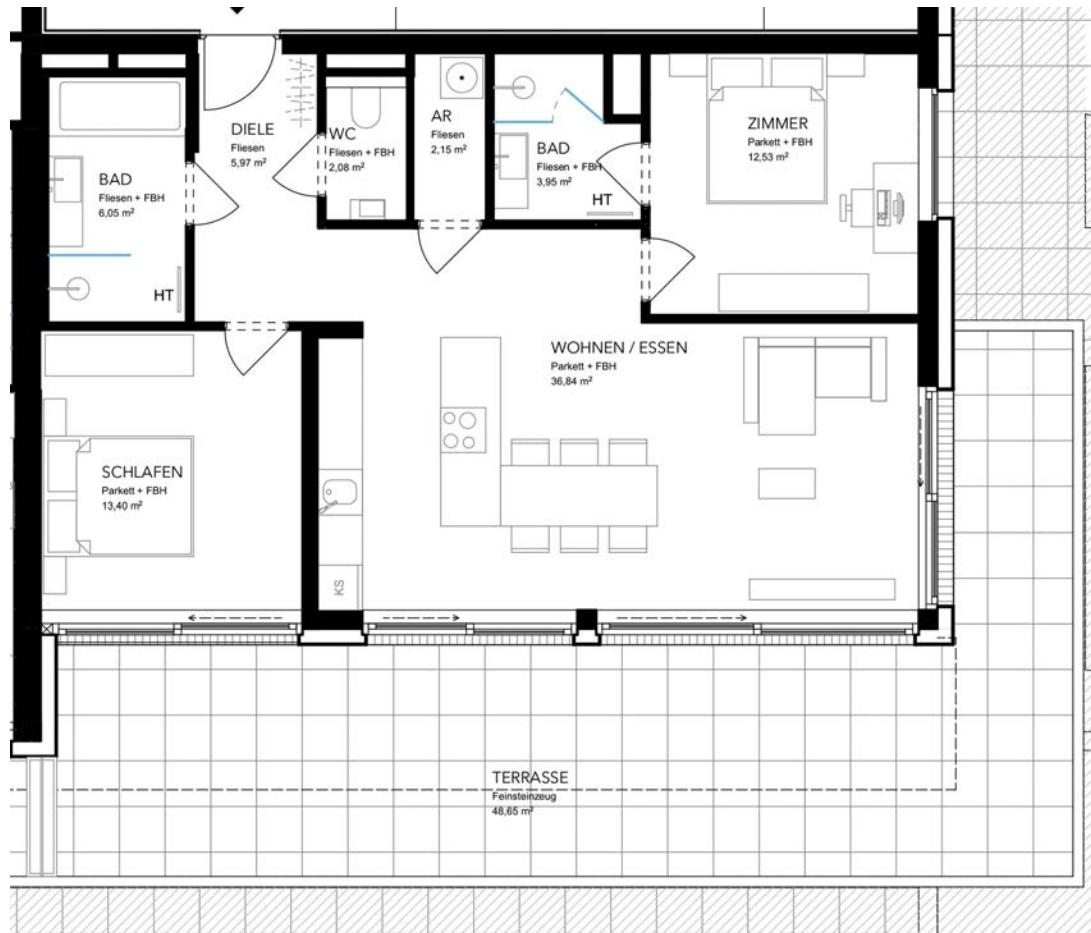 DIELE
Fliesen
5,97 m²
WC
Fliesen + FBH
2,08 m²
AR
Fliesen
2,15 m²
BAD
Fliesen + FBH
3,95 m²
HT
ZIMMER
Parkett + FBH
12,53 m²
BAD
Fliesen + FBH
6,05 m²
HT
WOHNEN / ESSEN
Parkett + FBH
36,84 m²
SCHLAFEN
Parkett + FBH
13,40 m²
KS
TERRASSE
Feinsteinzeug
48,65 m²